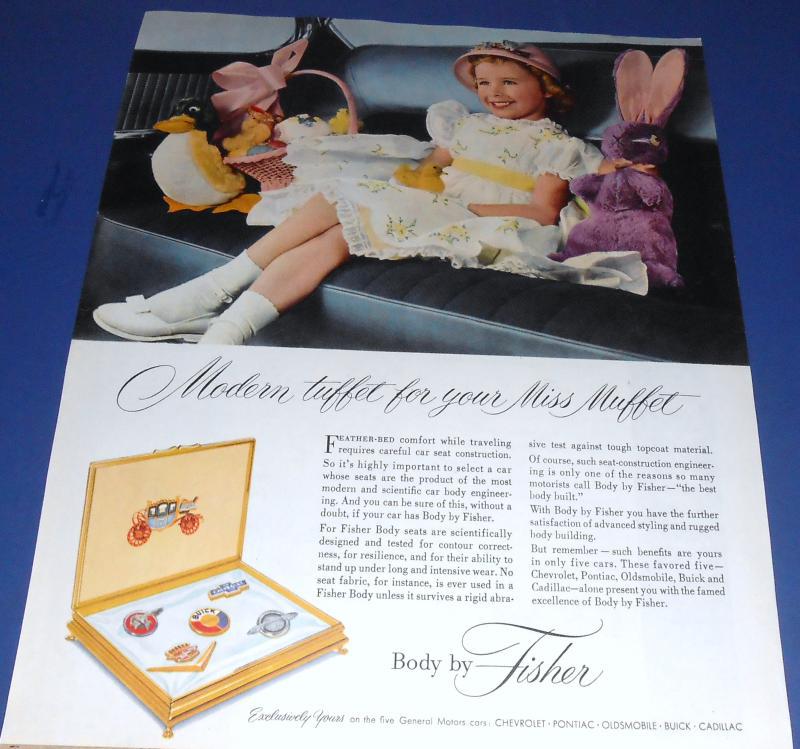 Modern tuffet for your Miss Muffet
FEATHER-BED comfort while traveling
requires careful car seat construction.
So it's highly important to select a car
whose seats are the product of the most
modern and scientific car body engineer-
ing. And you can be sure of this, without a
doubt, if your car has Body by Fisher.
For Fisher Body seats are scientifically
designed and tested for contour correct-
ness, for resilience, and for their ability to
stand up under long and intensive wear. No
seat fabric, for instance, is ever used in a
Fisher Body unless it survives a rigid abra-
sive test against tough topcoat material.
Of course, such seat-construction engineer-
ing is only one of the reasons so many
motorists call Body by Fisher—"the best
body built."
With Body by Fisher you have the further
satisfaction of advanced styling and rugged
body building.
But remember—such benefits are yours
in only five cars. These favored five—
Chevrolet, Pontiac, Oldsmobile, Buick and
Cadillac—alone present you with the famed
excellence of Body by Fisher.
BUICK
Body by Fisher
Exclusively Yours on the five General Motors cars: CHEVROLET · PONTIAC · OLDSMOBILE · BUICK · CADILLAC